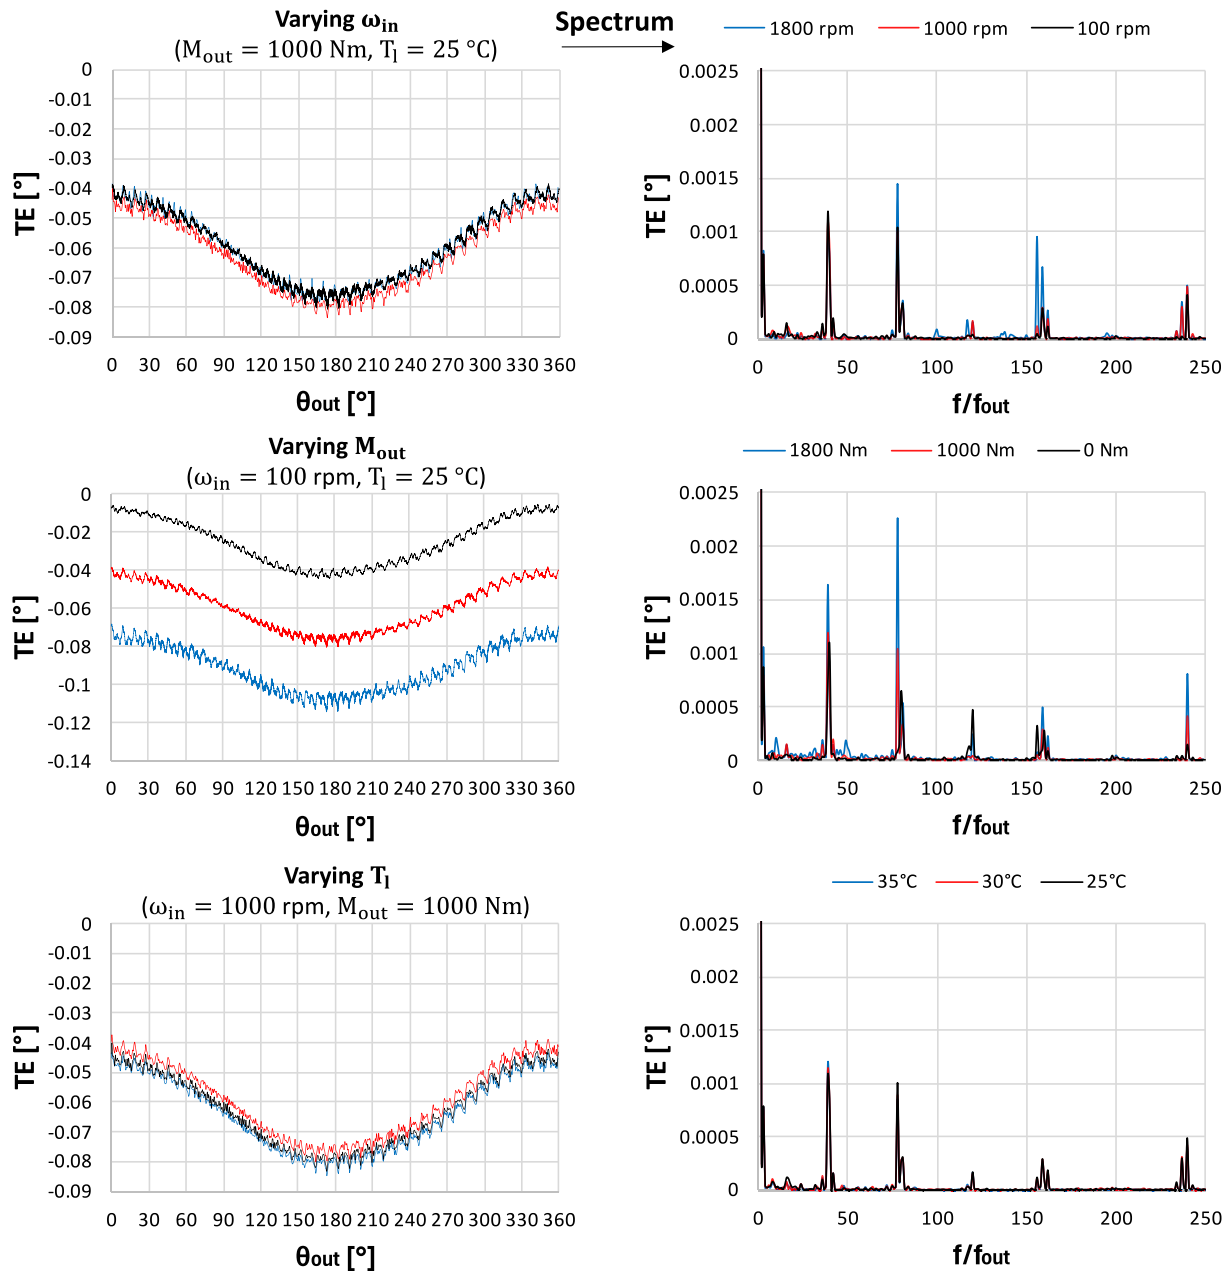 Varying ω_in
(M_out = 1000 Nm, T_l = 25 °C)
Spectrum
1800 rpm 1000 rpm 100 rpm
TE [°]
0
-0.01
-0.02
-0.03
-0.04
-0.05
-0.06
-0.07
-0.08
-0.09
0 30 60 90 120 150 180 210 240 270 300 330 360
θout [°]
TE [°]
0.0025
0.002
0.0015
0.001
0.0005
0
0 50 100 150 200 250
f/fout
Varying M_out
(ω_in = 100 rpm, T_l = 25 °C)
1800 Nm 1000 Nm 0 Nm
TE [°]
0
-0.02
-0.04
-0.06
-0.08
-0.1
-0.12
-0.14
0 30 60 90 120 150 180 210 240 270 300 330 360
θout [°]
TE [°]
0.0025
0.002
0.0015
0.001
0.0005
0
0 50 100 150 200 250
f/fout
Varying T_l
(ω_in = 1000 rpm, M_out = 1000 Nm)
35°C 30°C 25°C
TE [°]
0
-0.01
-0.02
-0.03
-0.04
-0.05
-0.06
-0.07
-0.08
-0.09
0 30 60 90 120 150 180 210 240 270 300 330 360
θout [°]
TE [°]
0.0025
0.002
0.0015
0.001
0.0005
0
0 50 100 150 200 250
f/fout